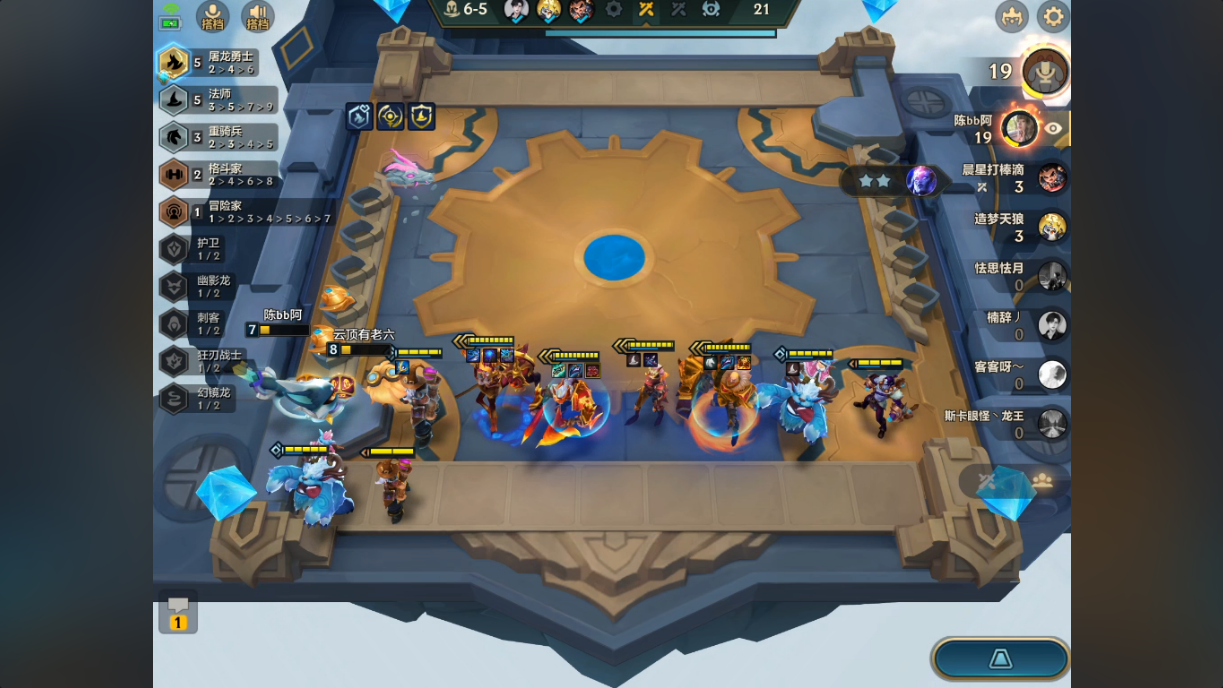 搭档
搭档
6-5
21
5
屠龙勇士
2>4>6
5
法师
3>5>7>9
3
重骑兵
2>3>4>5
2
格斗家
2>4>6>8
1
冒险家
1>2>3>4>5>6>7
护卫
1/2
幽影龙
1/2
刺客
1/2
狂刃战士
1/2
幻镜龙
1/2
陈bb阿
7
云顶有老六
8
19
陈bb阿
19
晨星打棒滴
3
造梦天狼
3
怯思怯月
0
楠辞丿
0
客客呀～
0
斯卡眼怪丶龙王
0
1